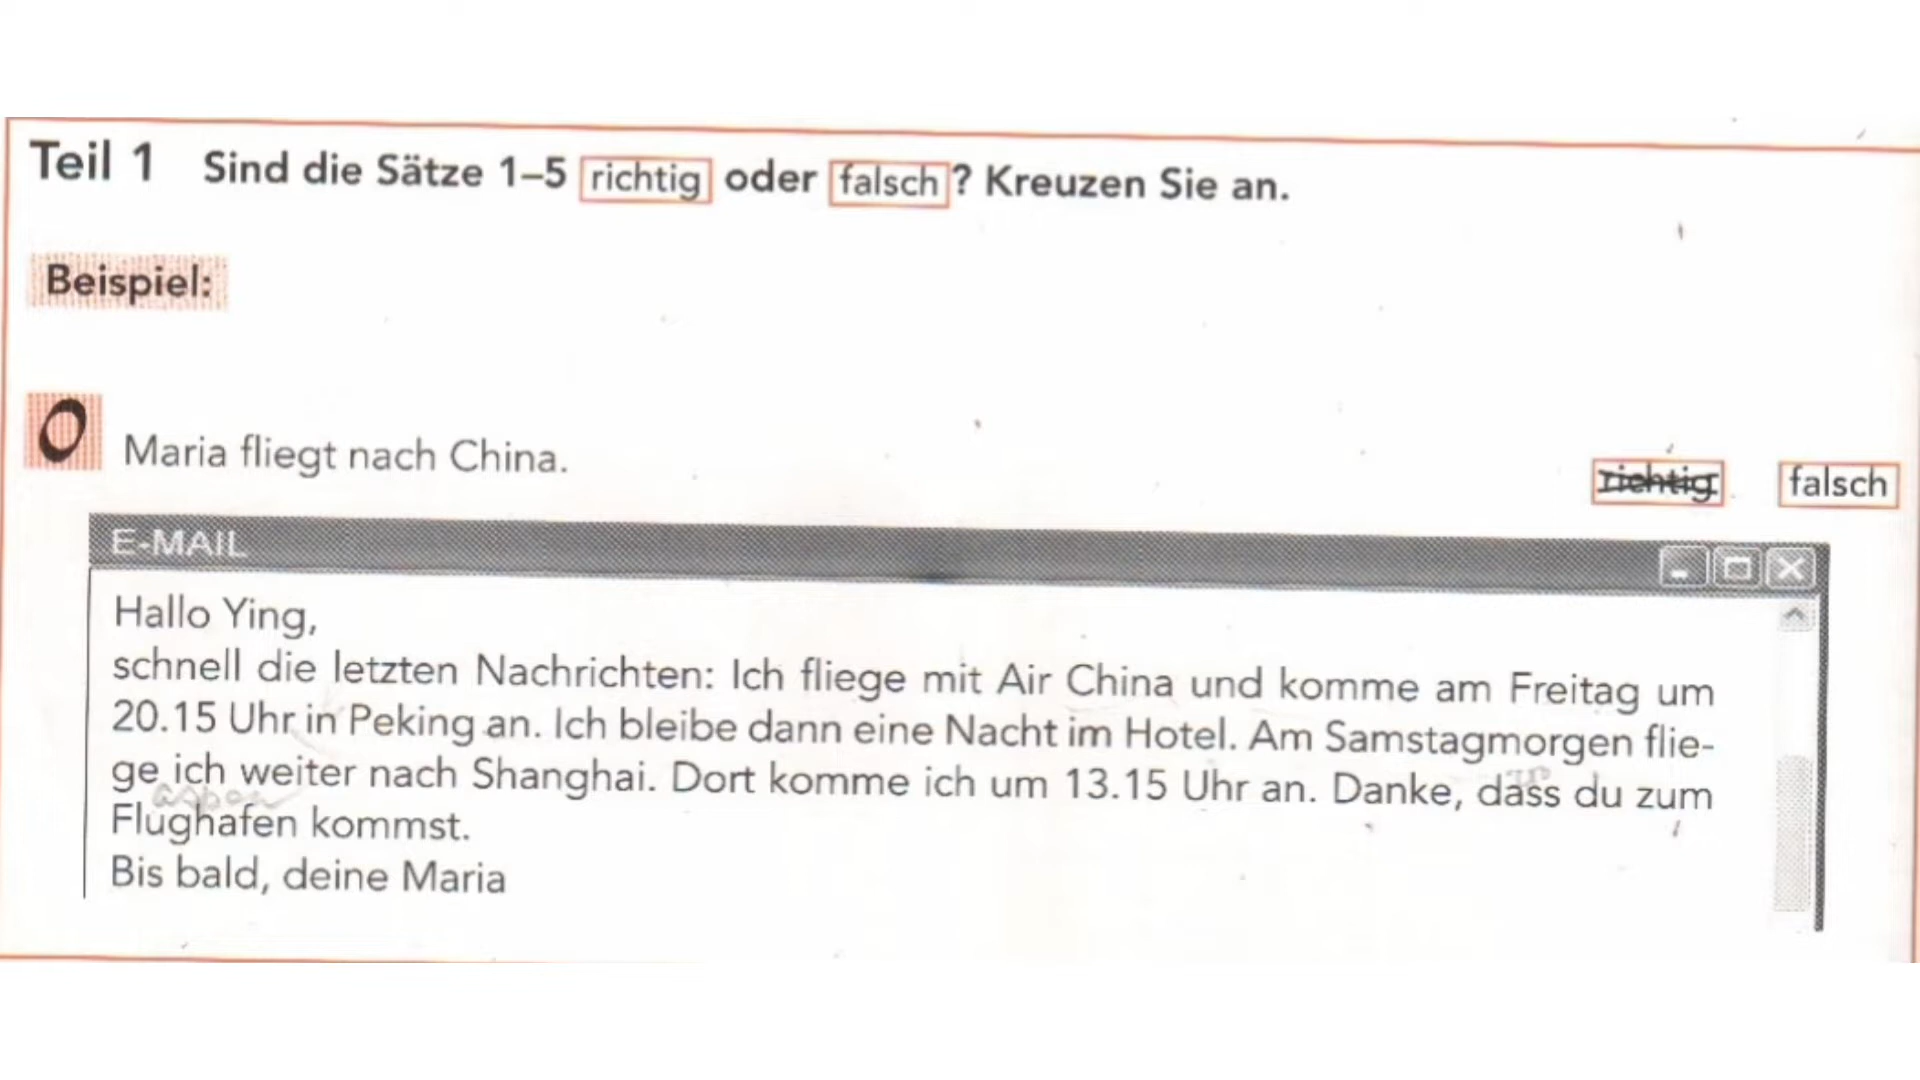 Teil 1 Sind die Sätze 1–5 richtig oder falsch? Kreuzen Sie an.
Beispiel:
0 Maria fliegt nach China.
richtig falsch
E-MAIL
Hallo Ying,
schnell die letzten Nachrichten: Ich fliege mit Air China und komme am Freitag um
20.15 Uhr in Peking an. Ich bleibe dann eine Nacht im Hotel. Am Samstagmorgen flie-
ge ich weiter nach Shanghai. Dort komme ich um 13.15 Uhr an. Danke, dass du zum
Flughafen kommst.
Bis bald, deine Maria